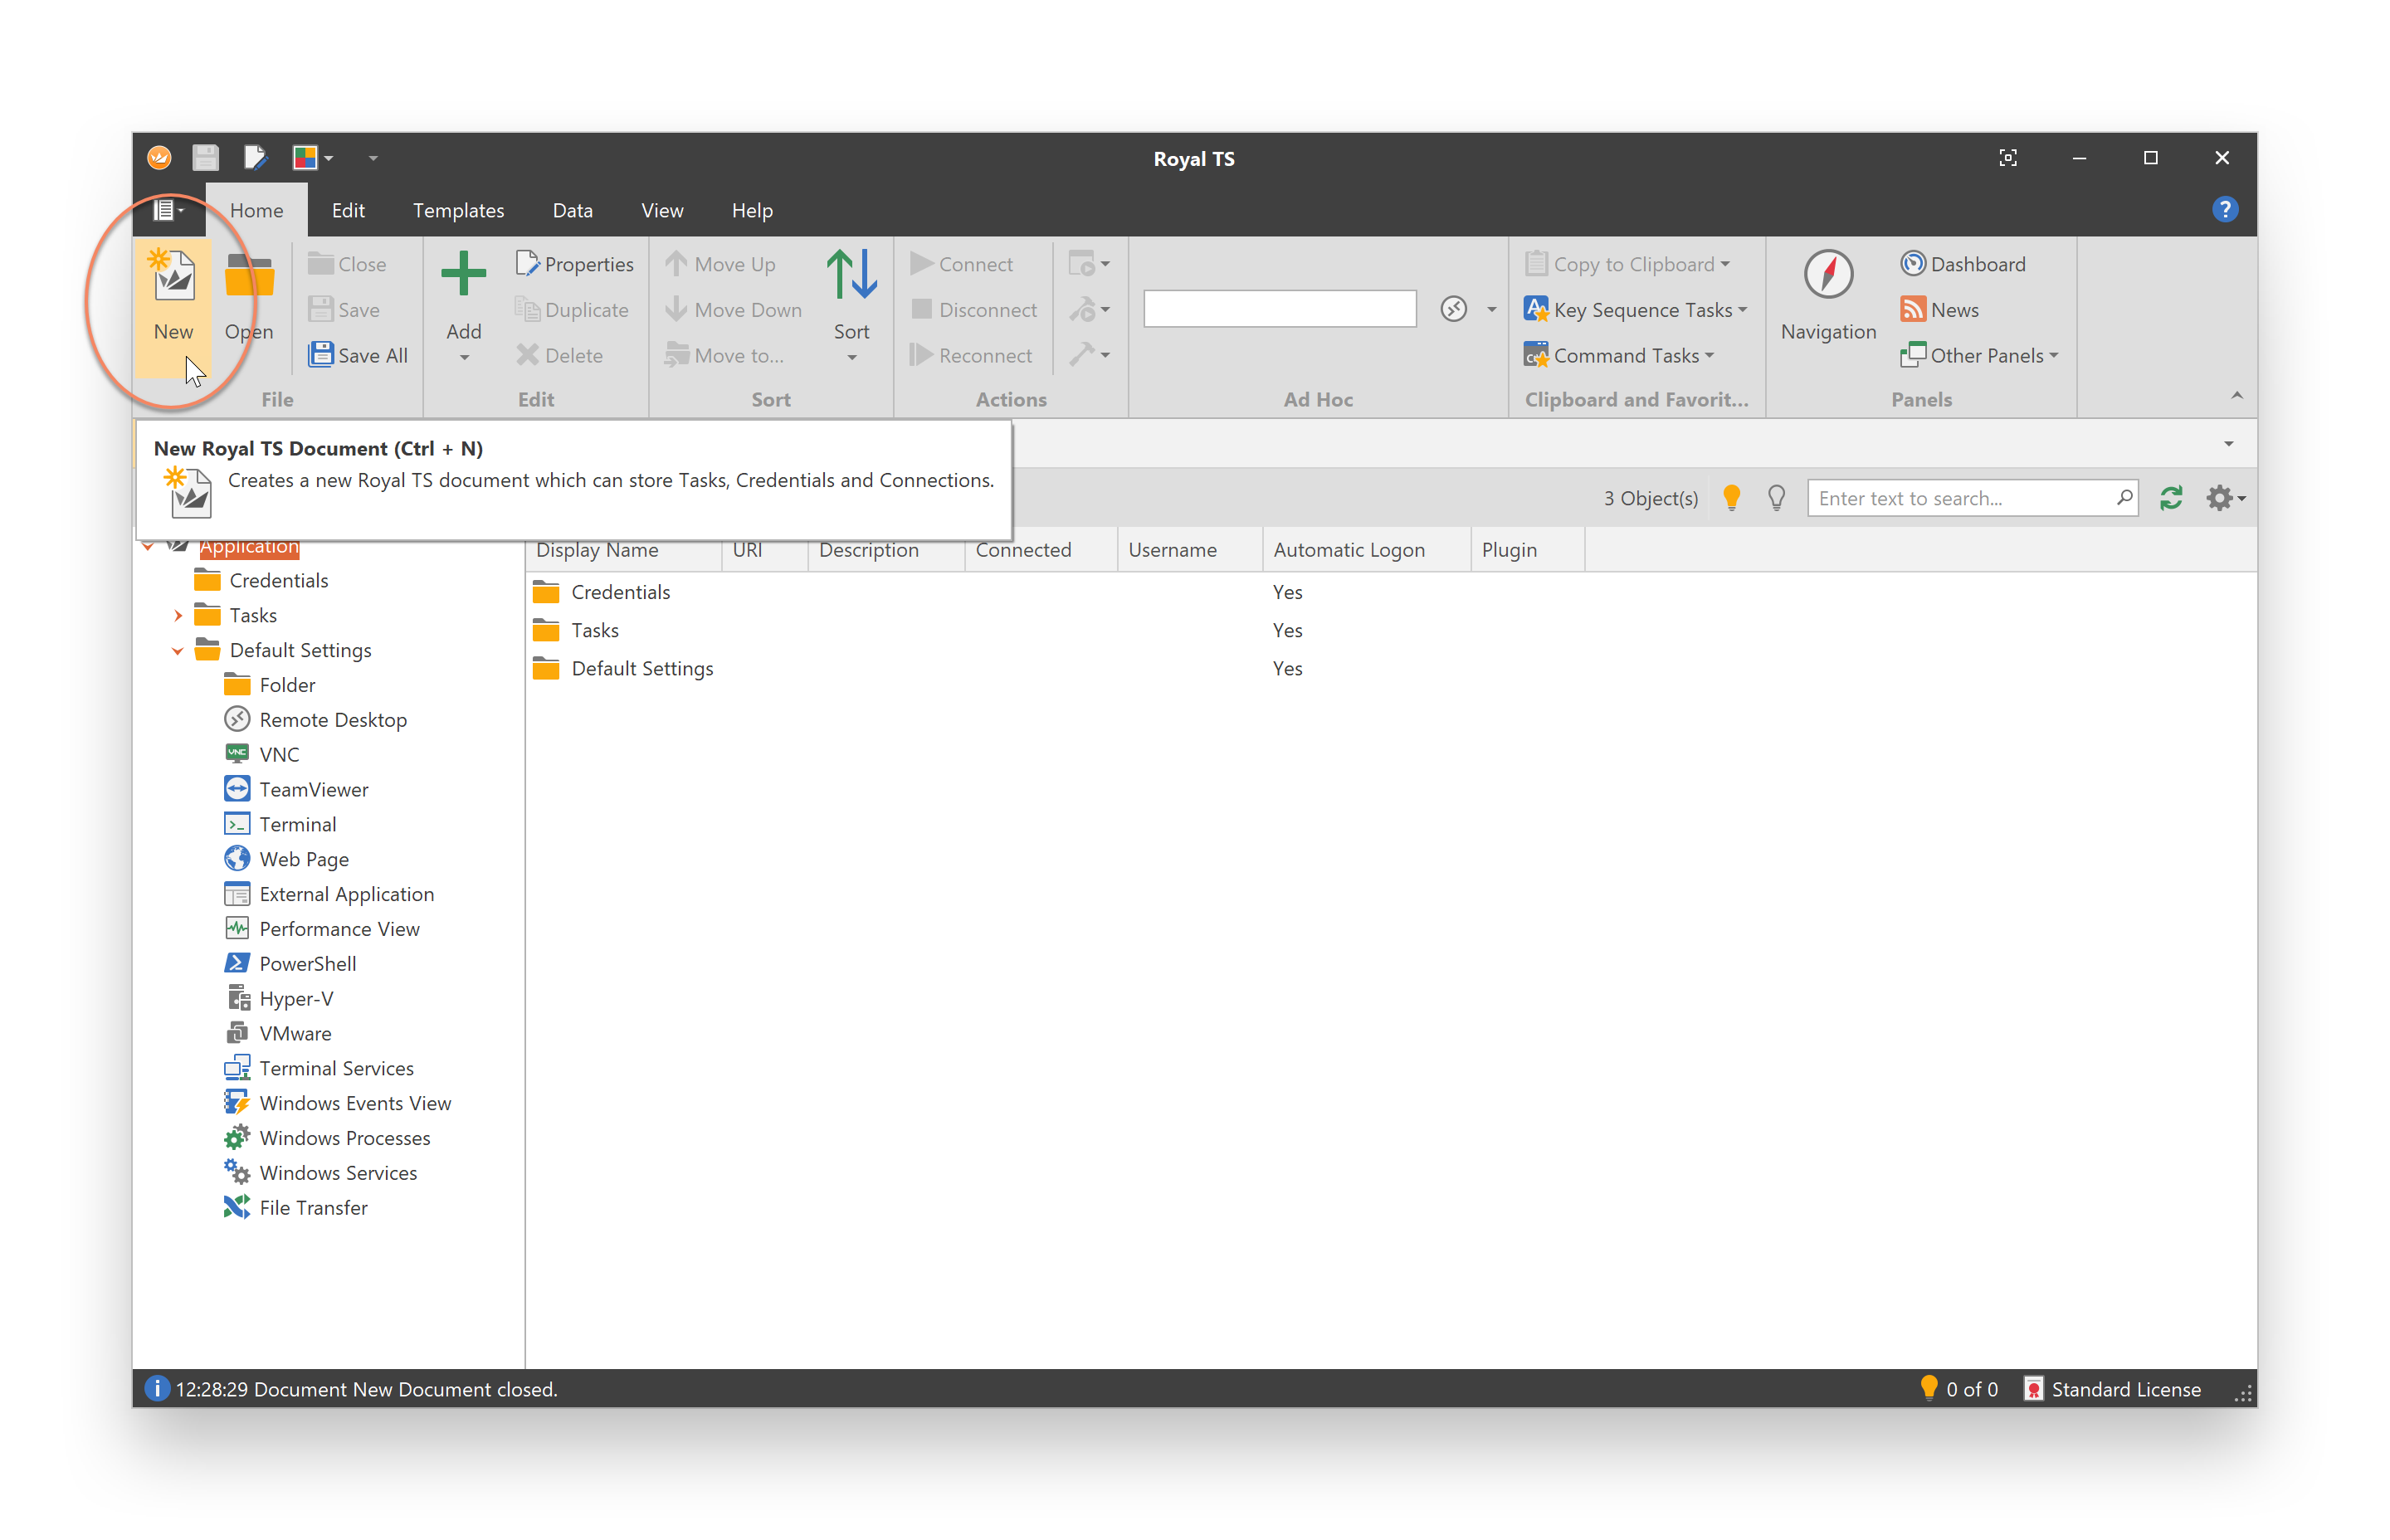 Royal TS
Home Edit Templates Data View Help
?
New
Open
Close
Save
Save All
File
Add
Properties
Duplicate
Delete
Edit
Move Up
Move Down
Move to...
Sort
Sort
Connect
Disconnect
Reconnect
Actions
Ad Hoc
Copy to Clipboard
Key Sequence Tasks
Command Tasks
Clipboard and Favorit...
Navigation
Dashboard
News
Other Panels
Panels
New Royal TS Document (Ctrl + N)
Creates a new Royal TS document which can store Tasks, Credentials and Connections.
3 Object(s)
Enter text to search...
Application
Credentials
Tasks
Default Settings
Folder
Remote Desktop
VNC
VNC
TeamViewer
Terminal
Web Page
External Application
Performance View
PowerShell
Hyper-V
VMware
Terminal Services
Windows Events View
Windows Processes
Windows Services
File Transfer
Display Name URI Description Connected Username Automatic Logon Plugin
Credentials Yes
Tasks Yes
Default Settings Yes
12:28:29 Document New Document closed.
0 of 0
Standard License